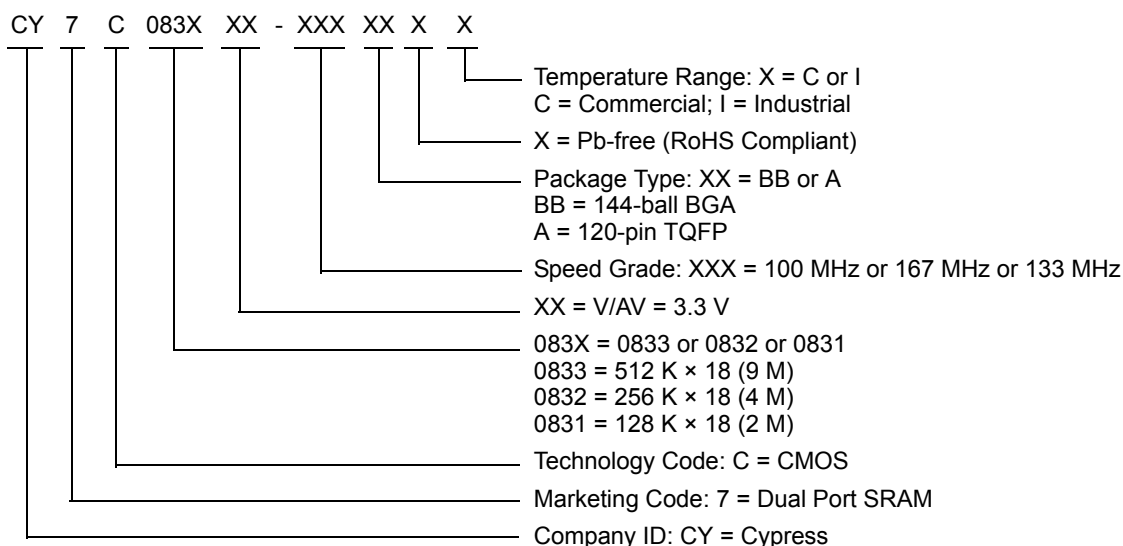 CY 7 C 083X XX - XXX XX X X
Temperature Range: X = C or I
C = Commercial; I = Industrial
X = Pb-free (RoHS Compliant)
Package Type: XX = BB or A
BB = 144-ball BGA
A = 120-pin TQFP
Speed Grade: XXX = 100 MHz or 167 MHz or 133 MHz
XX = V/AV = 3.3 V
083X = 0833 or 0832 or 0831
0833 = 512 K × 18 (9 M)
0832 = 256 K × 18 (4 M)
0831 = 128 K × 18 (2 M)
Technology Code: C = CMOS
Marketing Code: 7 = Dual Port SRAM
Company ID: CY = Cypress